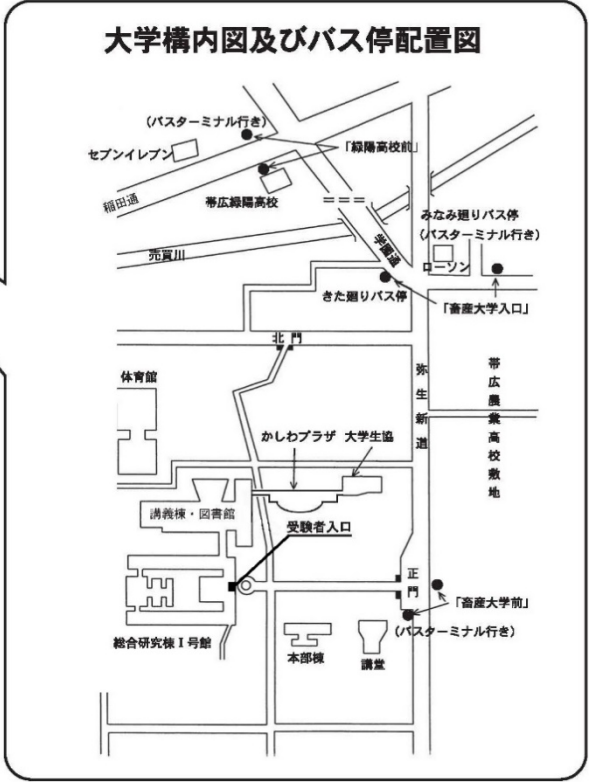 大学構内図及びバス停配置図
(バスターミナル行き)
セブンイレブン
「緑陽高校前」
稲田通
帯広緑陽高校
みなみ廻りバス停
(バスターミナル行き)
学園通
売買川
ローソン
きた廻りバス停
「畜産大学入口」
北門
体育館
弥生新道
帯広農業高校敷地
かしわプラザ
大学生協
講義棟・図書館
受験者入口
正門
「畜産大学前」
総合研究棟Ⅰ号館
本部棟
講堂
(バスターミナル行き)